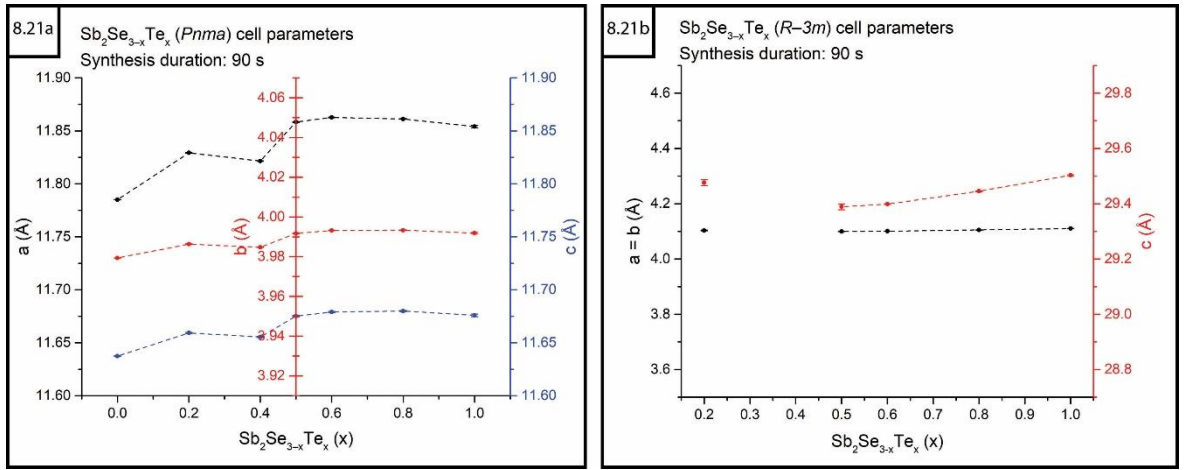 8.21a
Sb₂Se₃₋ₓTeₓ (Pnma) cell parameters
Synthesis duration: 90 s
a (Å)
11.90
11.85
11.80
11.75
11.70
11.65
11.60
b (Å)
4.06
4.05
4.04
4.02
4.00
3.98
3.96
3.94
3.92
c (Å)
11.90
11.85
11.80
11.75
11.70
11.65
11.60
0.0 0.2 0.4 0.6 0.8 1.0
Sb₂Se₃₋ₓTeₓ (x)
8.21b
Sb₂Se₃₋ₓTeₓ (R–3m) cell parameters
Synthesis duration: 90 s
a = b (Å)
4.6
4.4
4.2
4.0
3.8
3.6
c (Å)
29.8
29.6
29.4
29.2
29.0
28.8
0.2 0.3 0.4 0.5 0.6 0.7 0.8 0.9 1.0
Sb₂Se₃₋ₓTeₓ (x)